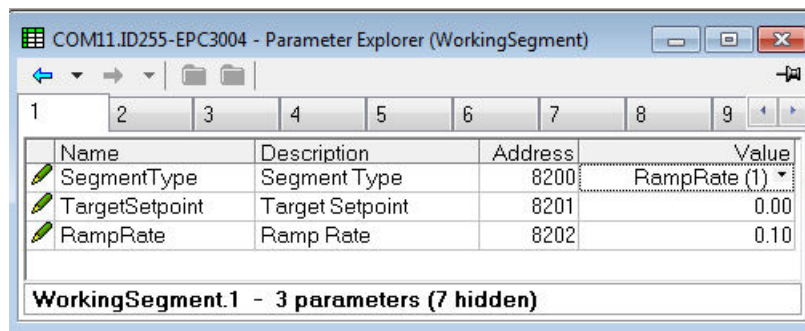 COM11.ID255-EPC3004 - Parameter Explorer (WorkingSegment)
1 2 3 4 5 6 7 8 9
Name Description Address Value
SegmentType Segment Type 8200 RampRate (1)
TargetSetpoint Target Setpoint 8201 0.00
RampRate Ramp Rate 8202 0.10
WorkingSegment.1 - 3 parameters (7 hidden)